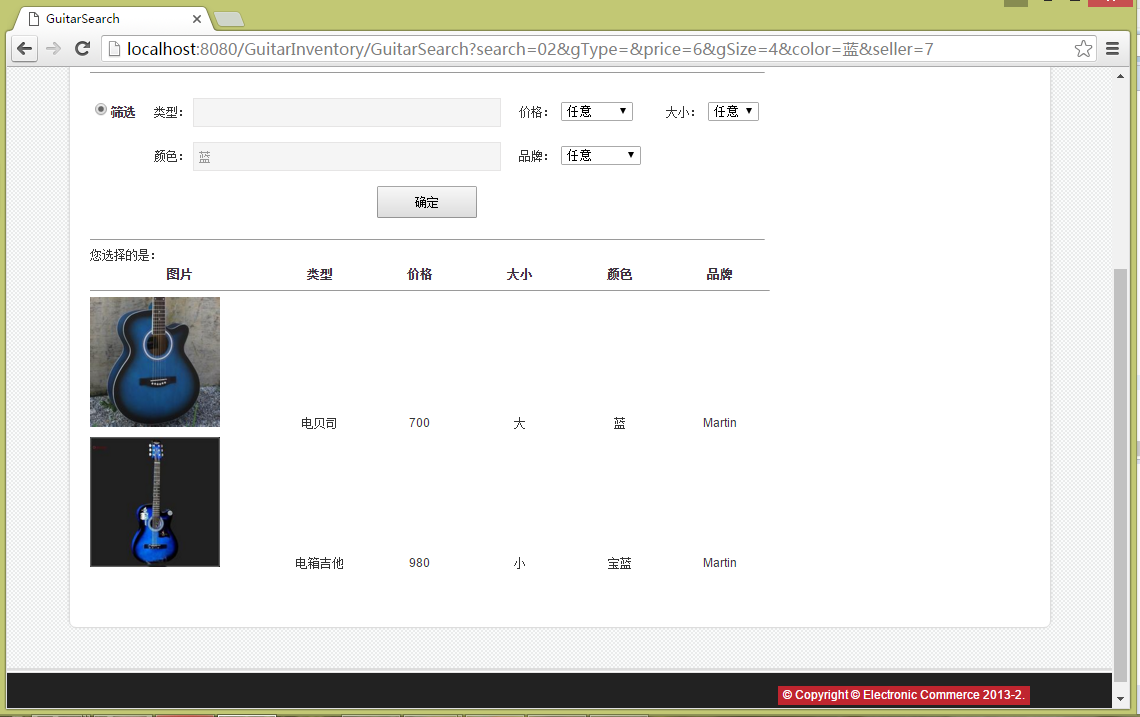 GuitarSearch
localhost:8080/GuitarInventory/GuitarSearch?search=02&gType=&price=6&gSize=4&color=蓝&seller=7
筛选 类型： 价格： 任意 大小： 任意
颜色： 蓝 品牌： 任意
确定
您选择的是：
图片 类型 价格 大小 颜色 品牌
电贝司 700 大 蓝 Martin
电箱吉他 980 小 宝蓝 Martin
© Copyright © Electronic Commerce 2013-2.